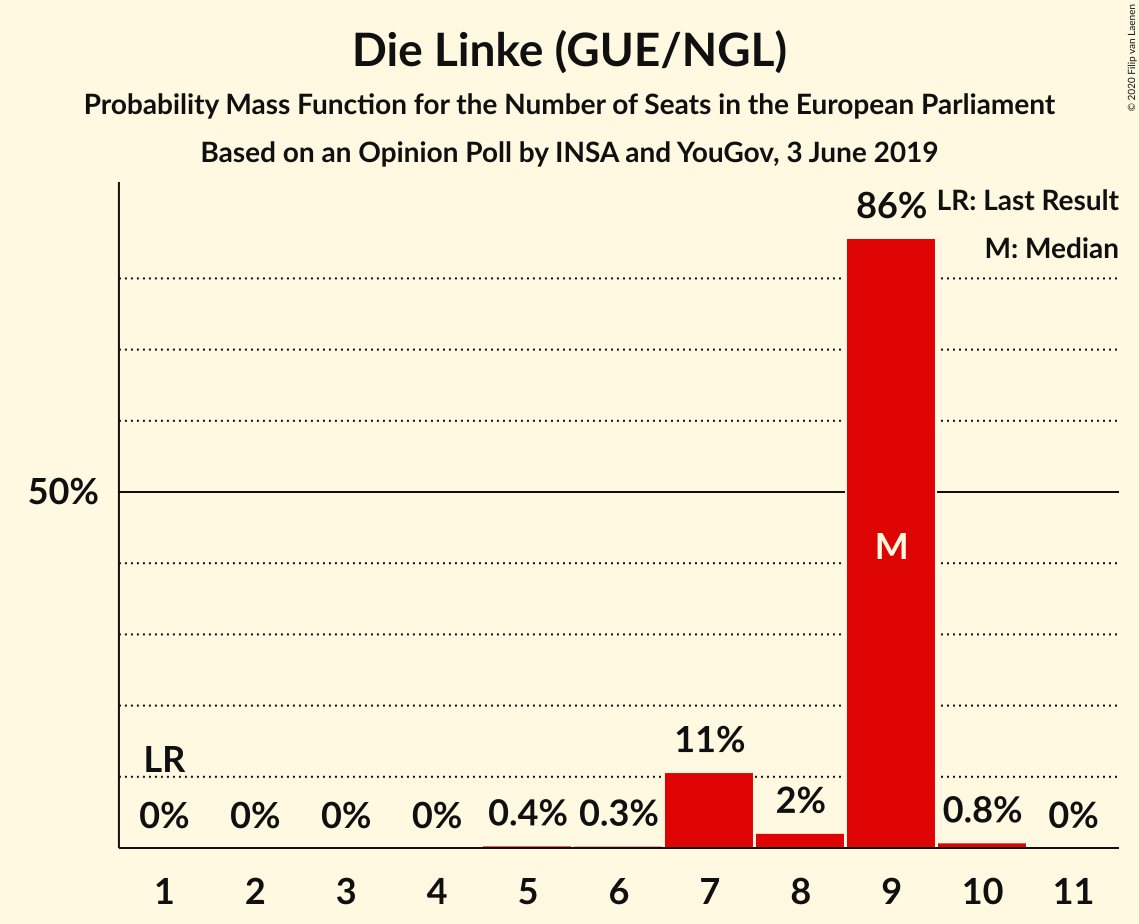 Die Linke (GUE/NGL)
Probability Mass Function for the Number of Seats in the European Parliament
Based on an Opinion Poll by INSA and YouGov, 3 June 2019
© 2020 Filip van Laenen
LR: Last Result
M: Median
86%
50%
M
11%
LR
0% 0% 0% 0% 0.4% 0.3% 2% 0.8% 0%
1 2 3 4 5 6 7 8 9 10 11